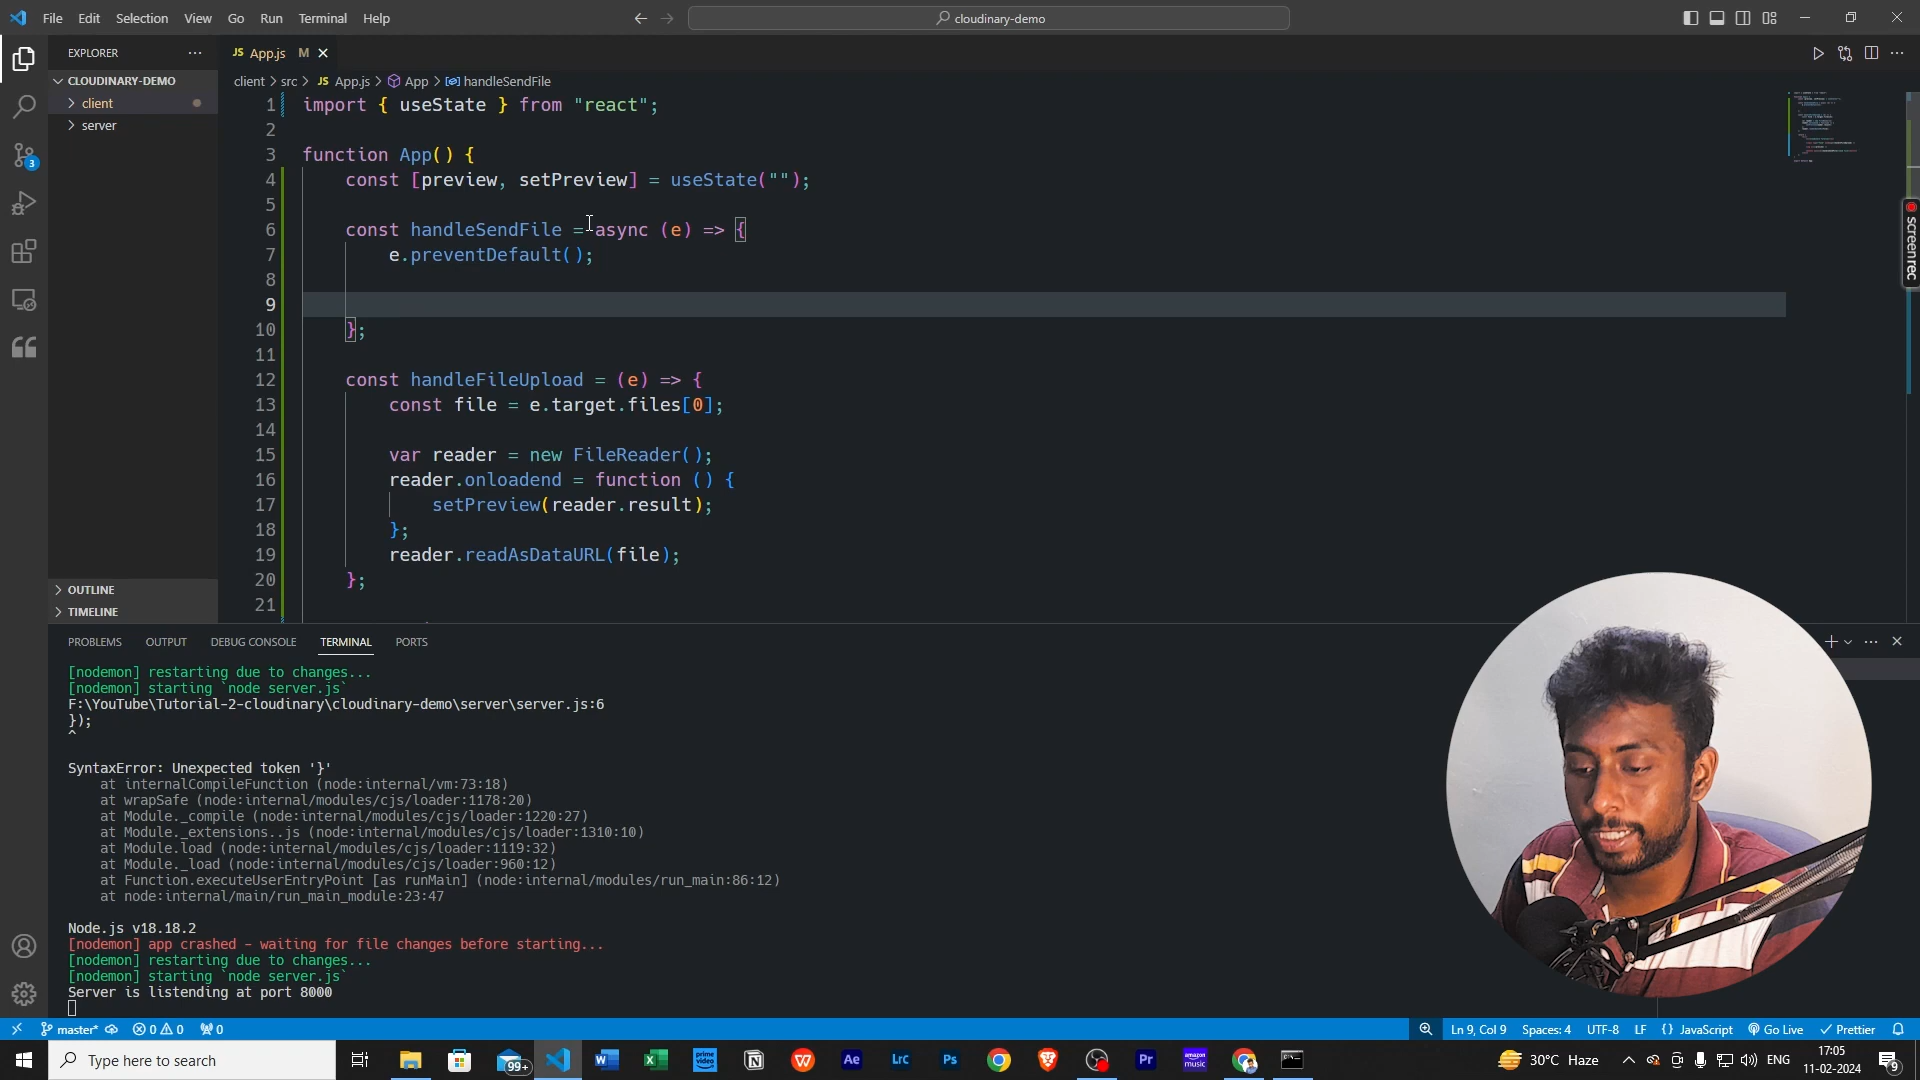 File Edit Selection View Go Run Terminal Help
cloudinary-demo
EXPLORER
JS App.js M
CLOUDINARY-DEMO
client > src > JS App.js > App > handleSendFile
client
server
1 import { useState } from "react";
2
3 function App() {
4 const [preview, setPreview] = useState("");
5
6 const handleSendFile = async (e) => {
7 e.preventDefault();
8
9
10 };
11
12 const handleFileUpload = (e) => {
13 const file = e.target.files[0];
14
15 var reader = new FileReader();
16 reader.onloadend = function () {
17 setPreview(reader.result);
18 };
19 reader.readAsDataURL(file);
20 };
21
screenrec
OUTLINE
TIMELINE
3
PROBLEMS OUTPUT DEBUG CONSOLE TERMINAL PORTS
[nodemon] restarting due to changes...
[nodemon] starting `node server.js`
F:\YouTube\Tutorial-2-cloudinary\cloudinary-demo\server\server.js:6
});
^
SyntaxError: Unexpected token '}'
at internalCompileFunction (node:internal/vm:73:18)
at wrapSafe (node:internal/modules/cjs/loader:1178:20)
at Module._compile (node:internal/modules/cjs/loader:1220:27)
at Module._extensions..js (node:internal/modules/cjs/loader:1310:10)
at Module.load (node:internal/modules/cjs/loader:1119:32)
at Module._load (node:internal/modules/cjs/loader:960:12)
at Function.executeUserEntryPoint [as runMain] (node:internal/modules/run_main:86:12)
at node:internal/main/run_main_module:23:47
Node.js v18.18.2
[nodemon] app crashed - waiting for file changes before starting...
[nodemon] restarting due to changes...
[nodemon] starting `node server.js`
Server is listening at port 8000
master* 0 0 0 Ln 9, Col 9 Spaces: 4 UTF-8 LF {} JavaScript Go Live Prettier
Type here to search
99+
W
Ae
Lrc
Ps
Pr
prime video
amazon music
30°C Haze
ENG
17:05
11-02-2024
9